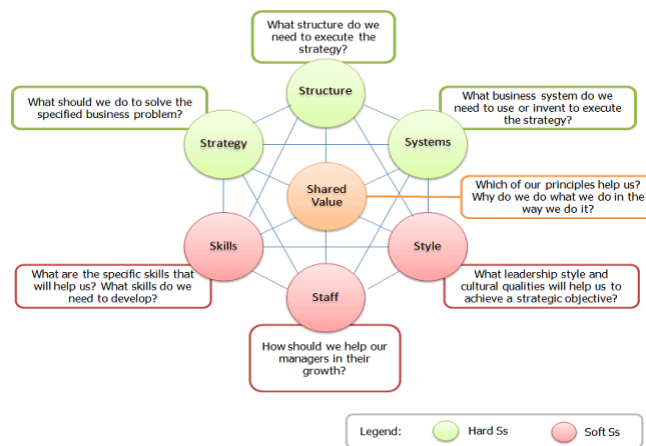 What structure do we
need to execute the
strategy?
Structure
What should we do to solve the
specified business problem?
Strategy
What business system do we
need to use or invent to execute
the strategy?
Systems
Shared
Value
Which of our principles help us?
Why do we do what we do in the
way we do it?
Skills
Style
What are the specific skills that
will help us? What skills do we
need to develop?
Staff
What leadership style and
cultural qualities will help us to
achieve a strategic objective?
How should we help our
managers in their
growth?
Legend:
Hard Ss
Soft Ss